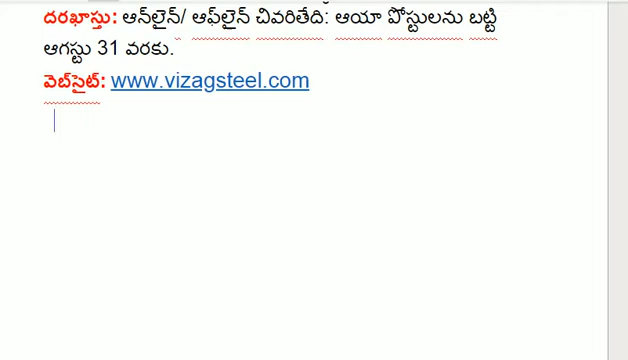 దరఖాస్తు: ఆన్‌లైన్/ ఆఫ్‌లైన్ చివరితేది: ఆయా పోస్టులను బట్టి
ఆగస్టు 31 వరకు.
వెబ్‌సైట్: www.vizagsteel.com